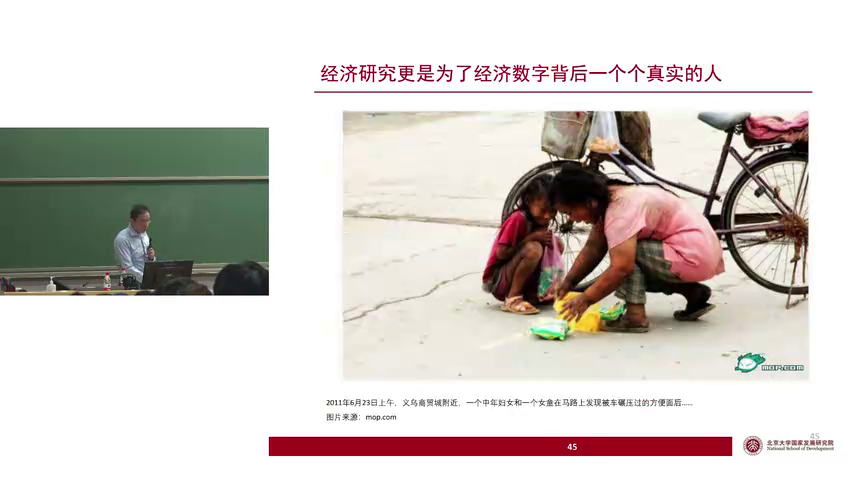 经济研究更是为了经济数字背后一个个真实的人
MOP.COM
2011年6月23日上午，义乌商贸城附近，一个中年妇女和一个女童在马路上发现被车碾压过的方便面后......
图片来源：mop.com
45
45
北京大学国家发展研究院
National School of Development